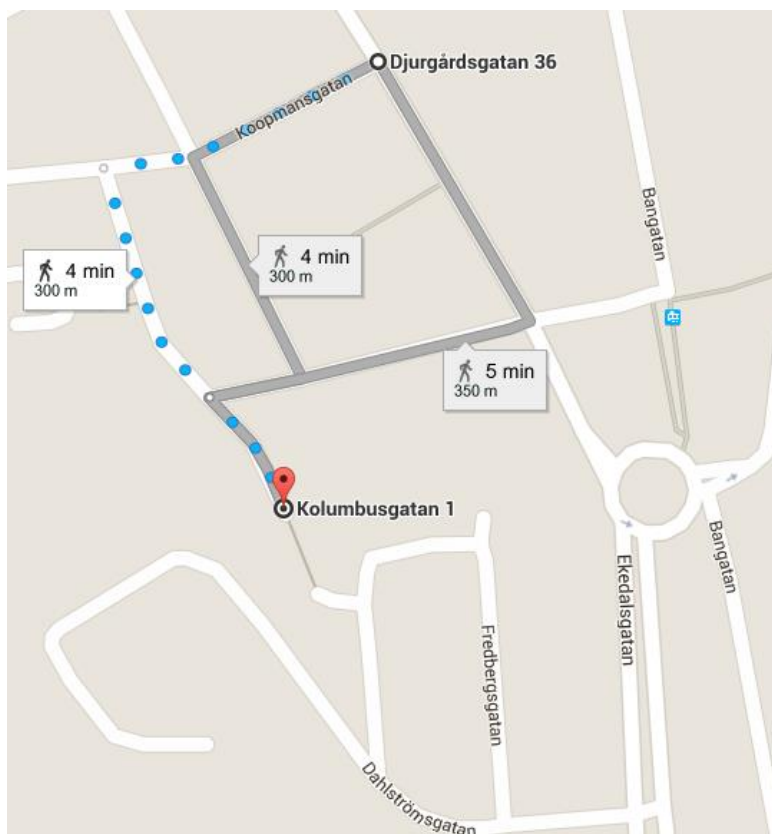 Djurgårdsgatan 36
Koopmansgatan
Bangatan
4 min
300 m
4 min
300 m
5 min
350 m
Kolumbusgatan 1
Bangatan
Ekedalsgatan
Fredbergsgatan
Dahlströmsgatan